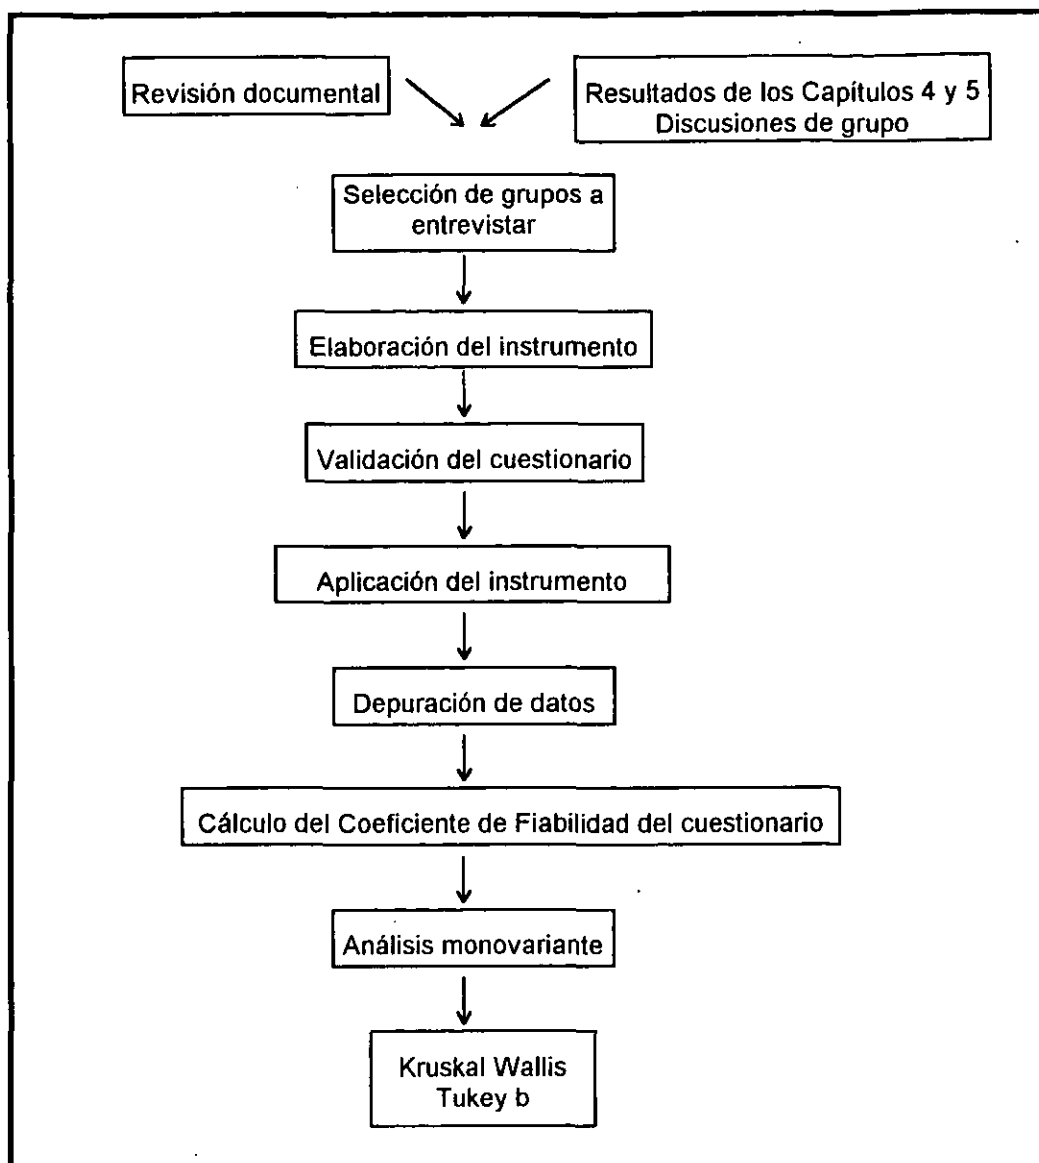 Revisión documental
Resultados de los Capítulos 4 y 5
Discusiones de grupo
Selección de grupos a
entrevistar
Elaboración del instrumento
Validación del cuestionario
Aplicación del instrumento
Depuración de datos
Cálculo del Coeficiente de Fiabilidad del cuestionario
Análisis monovariante
Kruskal Wallis
Tukey b